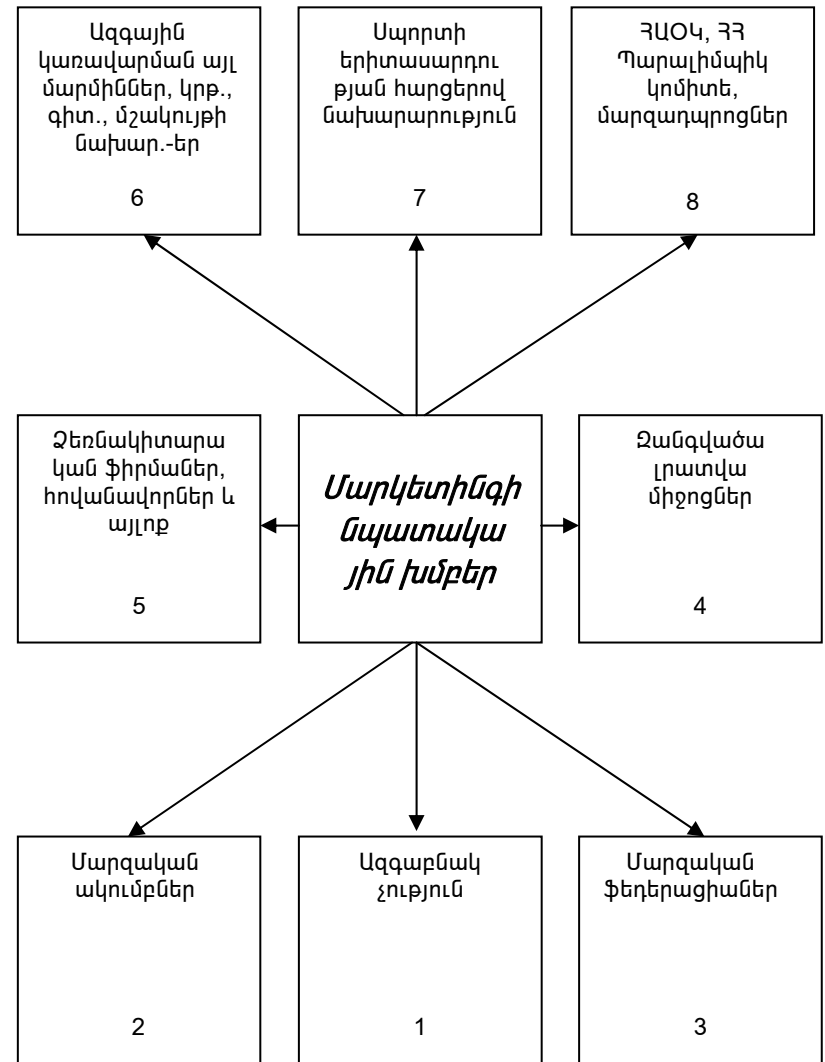 Ազգային
կառավարման այլ
մարմիններ, կրթ.,
գիտ., մշակույթի
նախար.-եր
6
Սպորտի
երիտասարդու
թյան հարցերով
նախարարություն
7
ՀԱՕԿ, ՀՀ
Պարալիմպիկ
կոմիտե,
մարզադպրոցներ
8
Ձեռնակիտարա
կան ֆիրմաներ,
հովանավորներ և
այլոք
5
Մարկետինգի
նպատակա
յին խմբեր
Զանգվածա
լրատվա
միջոցներ
4
Մարզական
ակումբներ
2
Ազգաբնակ
չություն
1
Մարզական
ֆեդերացիաներ
3